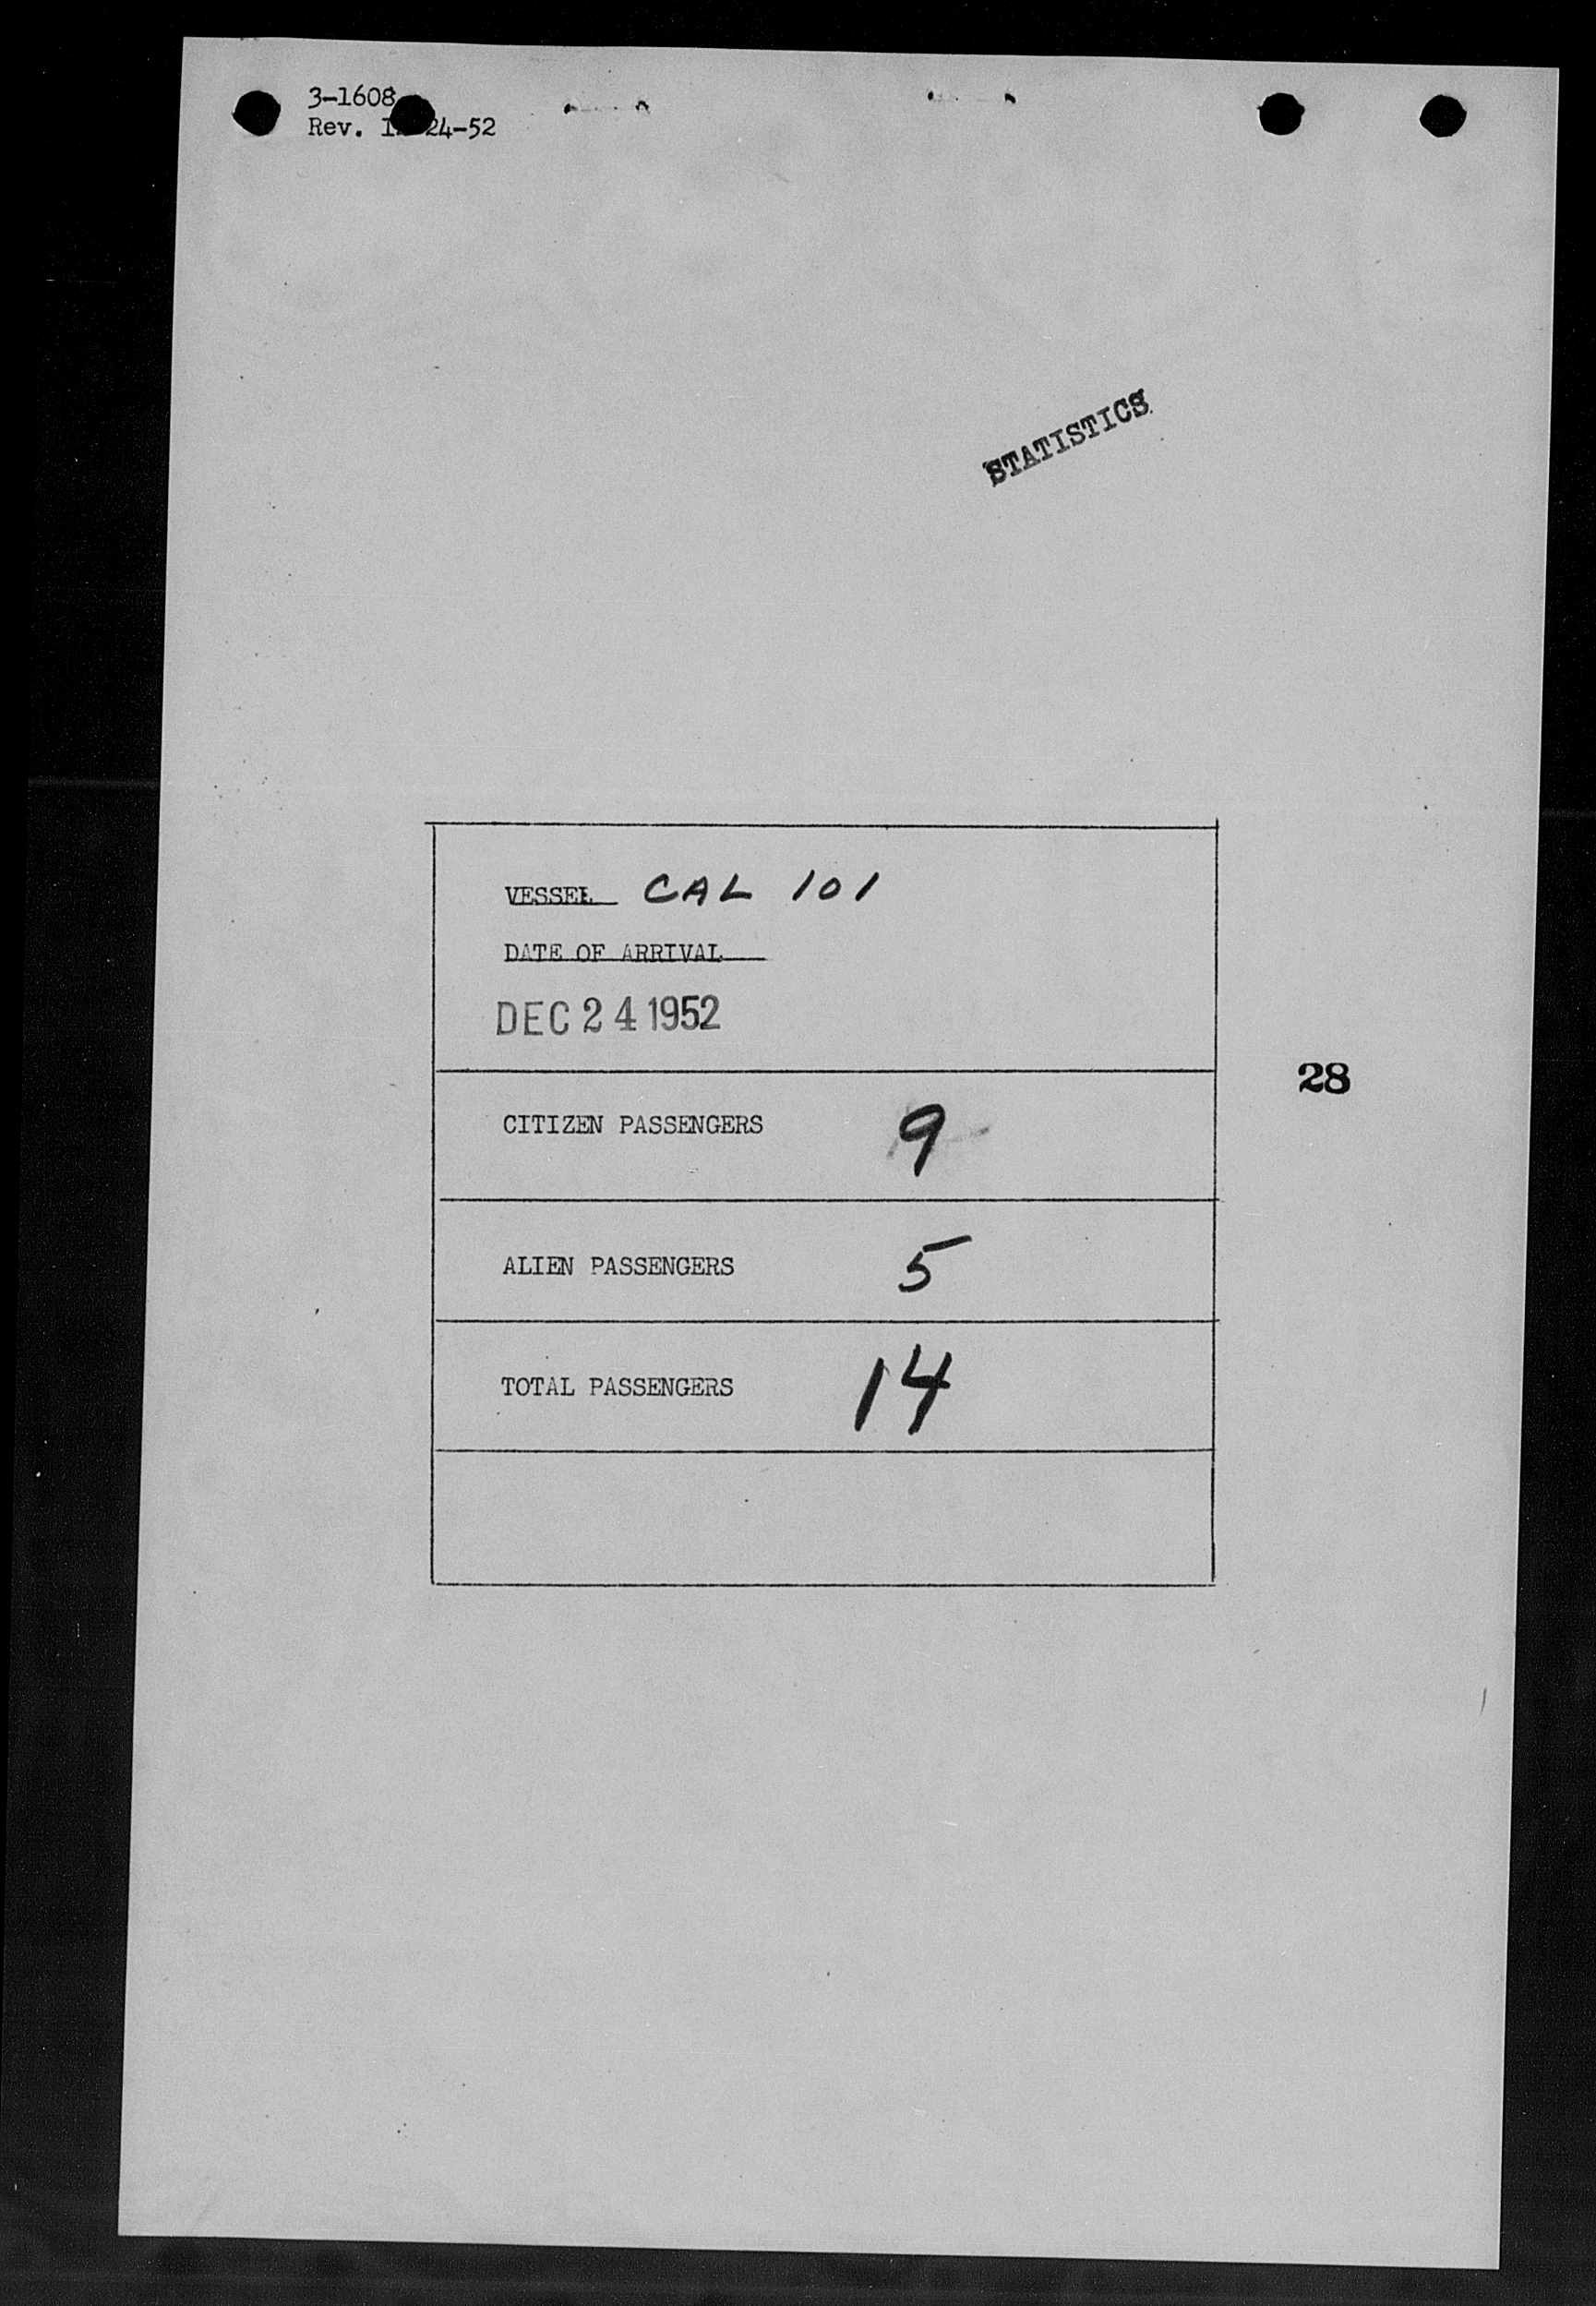 3-1608
Rev. 24-52
STATISTICS
VESSEL CAL 101
DATE OF ARRIVAL
DEC 24 1952
28
CITIZEN PASSENGERS 9
ALIEN PASSENGERS 5
TOTAL PASSENGERS 14